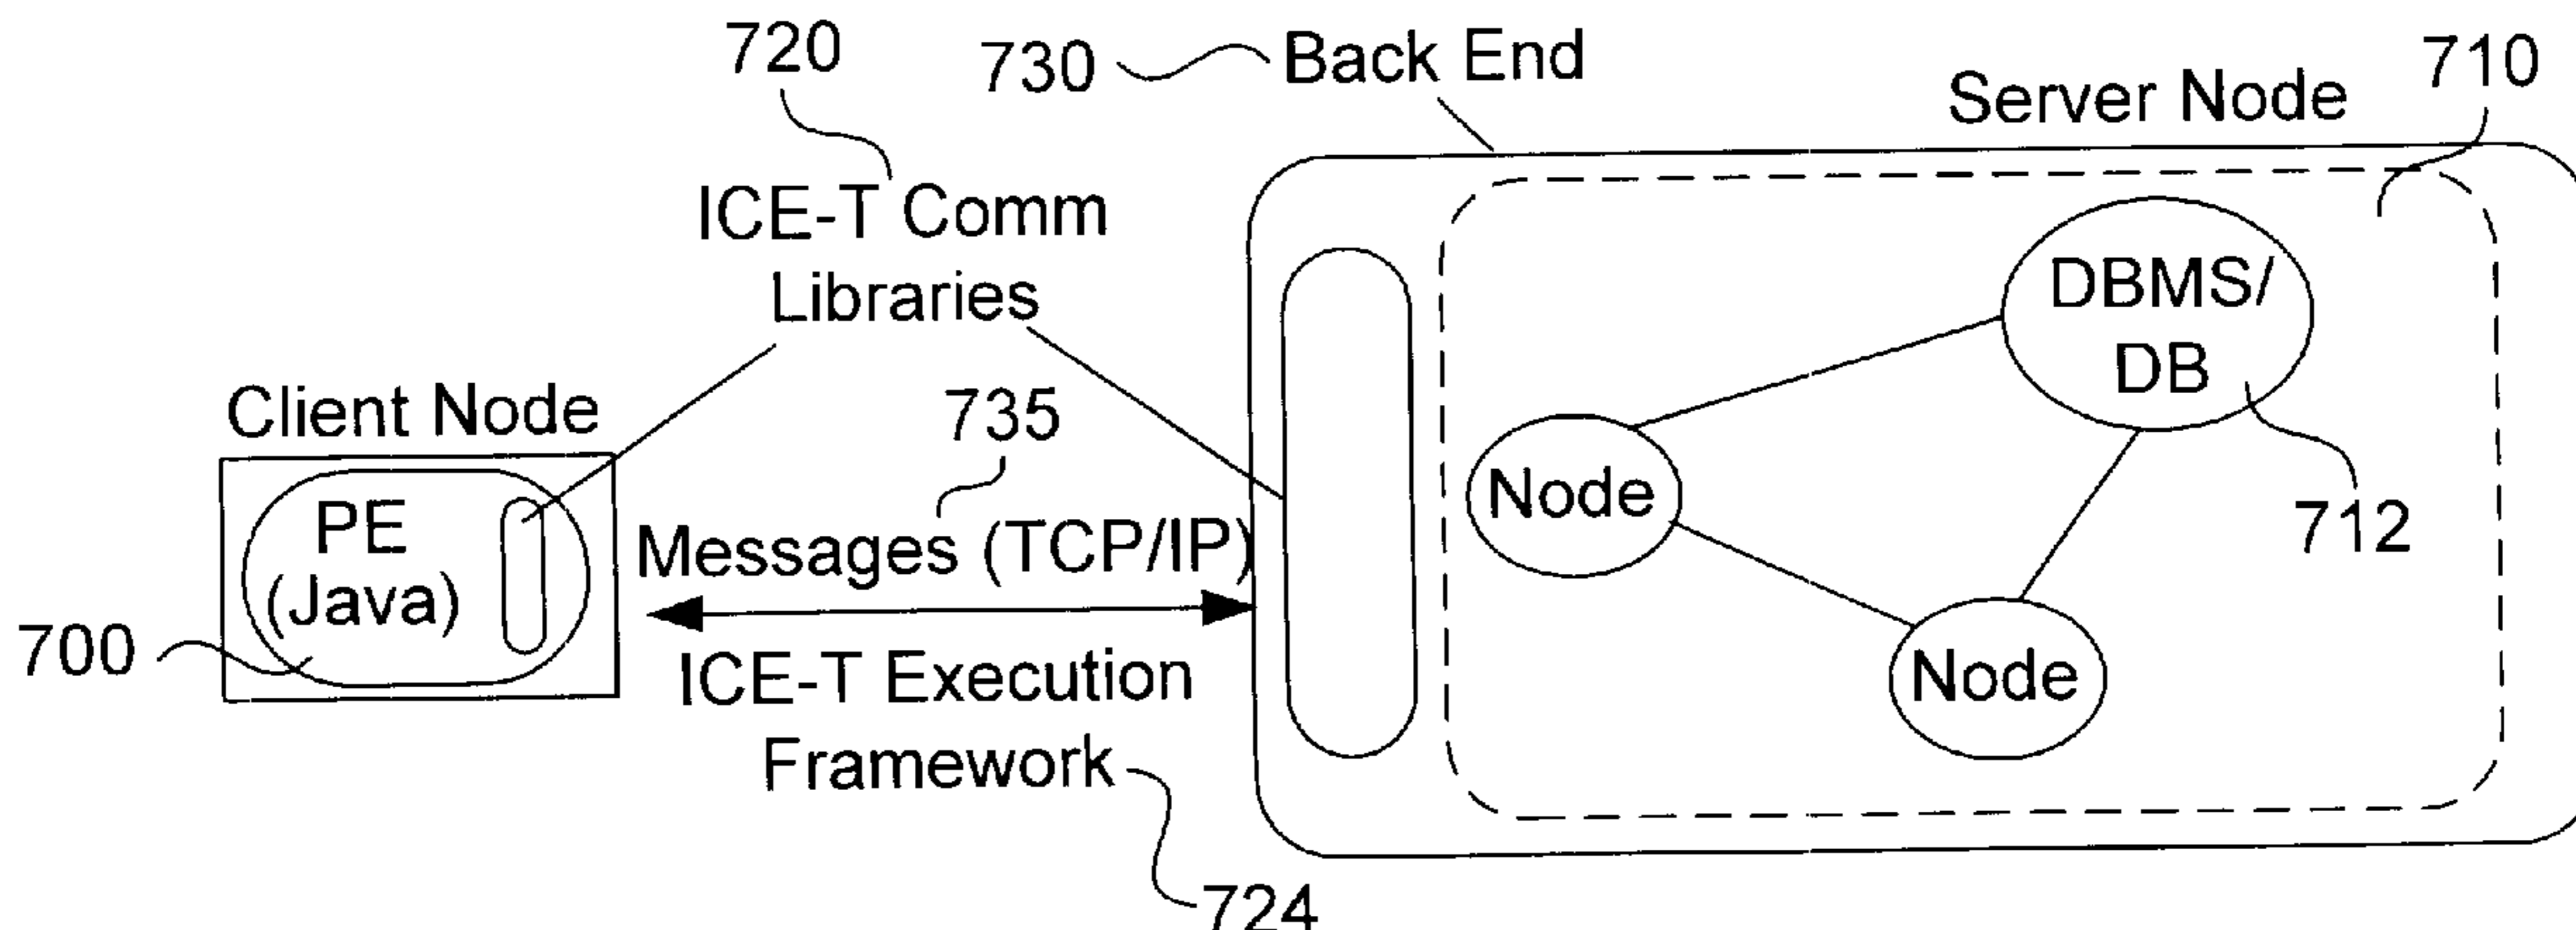 720
730
Back End
710
Server Node
ICE-T Comm
Libraries
DBMS/
DB
Client Node
735
PE
(Java)
Messages (TCP/IP)
Node
712
700
ICE-T Execution
Framework
Node
724